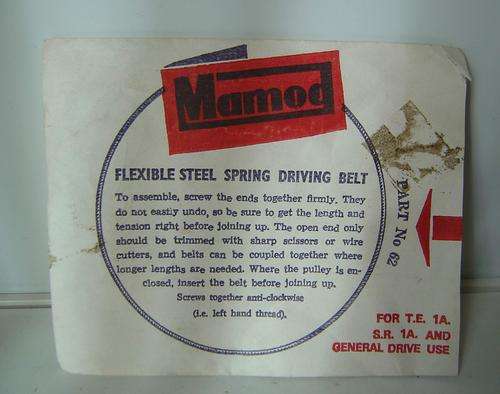 Mamod
FLEXIBLE STEEL SPRING DRIVING BELT
To assemble, screw the ends together firmly. They
do not easily undo, so be sure to get the length and
tension right before joining up. The open end only
should be trimmed with sharp scissors or wire
cutters, and belts can be coupled together where
longer lengths are needed. Where the pulley is en-
closed, insert the belt before joining up.
Screws together anti-clockwise
(i.e. left hand thread).
PART No 62
FOR T.E. 1A.
S.R. 1A. AND
GENERAL DRIVE USE